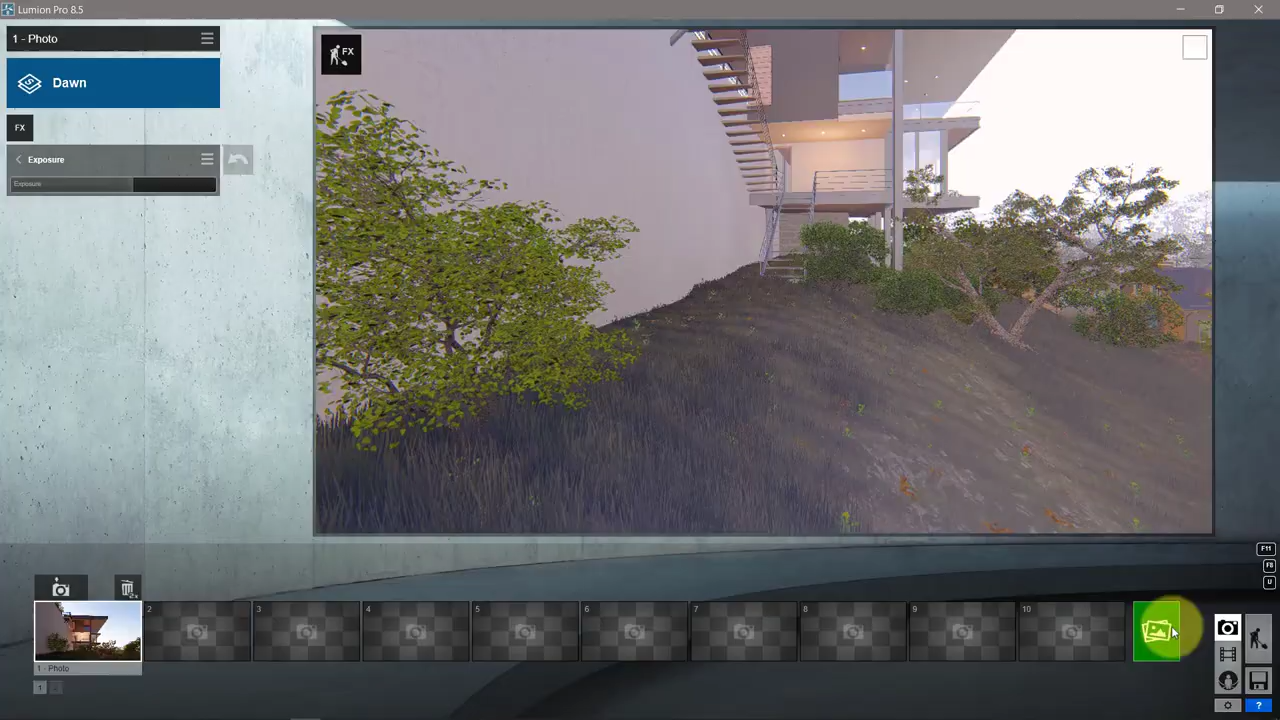 Lumion Pro 8.5
1 - Photo
Dawn
FX
Exposure
Exposure
FX
F11
F8
U
2
3
4
5
6
7
8
9
10
1 - Photo
1
?